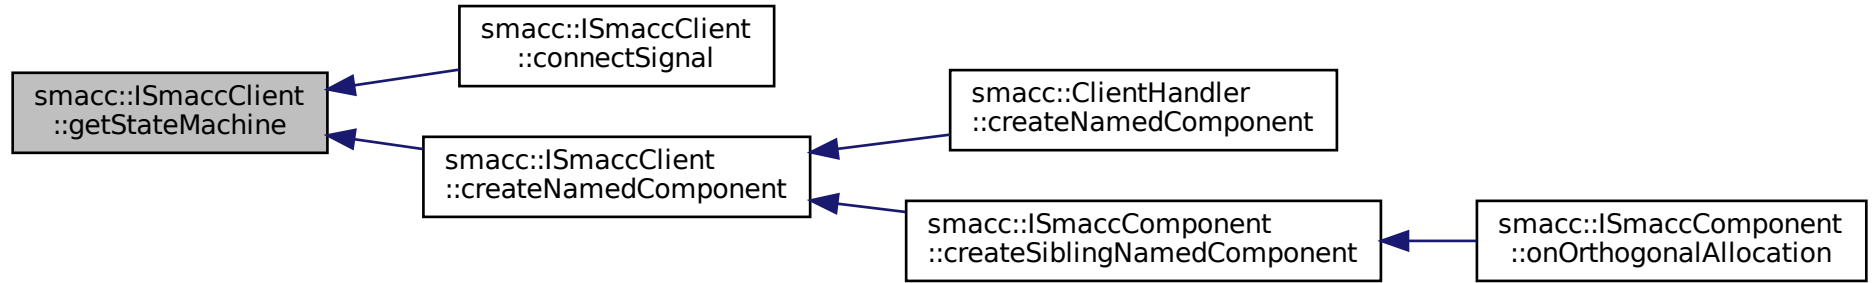 smacc::ISmaccClient
::getStateMachine
smacc::ISmaccClient
::connectSignal
smacc::ISmaccClient
::createNamedComponent
smacc::ClientHandler
::createNamedComponent
smacc::ISmaccComponent
::createSiblingNamedComponent
smacc::ISmaccComponent
::onOrthogonalAllocation